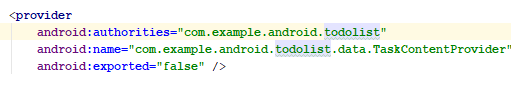 <provider
android:authorities="com.example.android.todolist"
android:name="com.example.android.todolist.data.TaskContentProvider"
android:exported="false" />